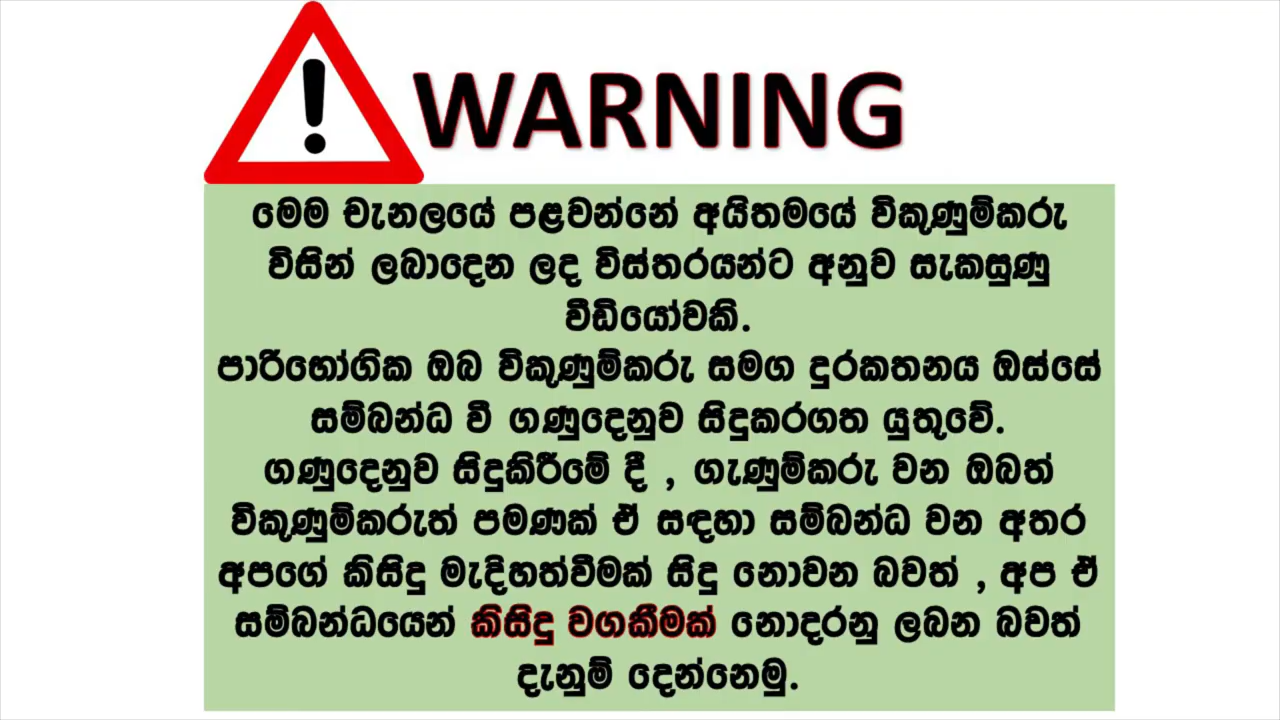 WARNING
මෙම චැනලයේ පළවන්නේ අයිතමයේ විකුණුම්කරු
විසින් ලබාදෙන ලද විස්තරයන්ට අනුව සැකසුණු
වීඩියෝවකි.
පාරිභෝගික ඔබ විකුණුම්කරු සමග දුරකතනය ඔස්සේ
සම්බන්ධ වී ගණුදෙනුව සිදුකරගත යුතුවේ.
ගණුදෙනුව සිදුකිරීමේ දී , ගැණුම්කරු වන ඔබත්
විකුණුම්කරුත් පමණක් ඒ සඳහා සම්බන්ධ වන අතර
අපගේ කිසිදු මැදිහත්වීමක් සිදු නොවන බවත් , අප ඒ
සම්බන්ධයෙන් කිසිදු වගකීමක් නොදරනු ලබන බවත්
දැනුම් දෙන්නෙමු.